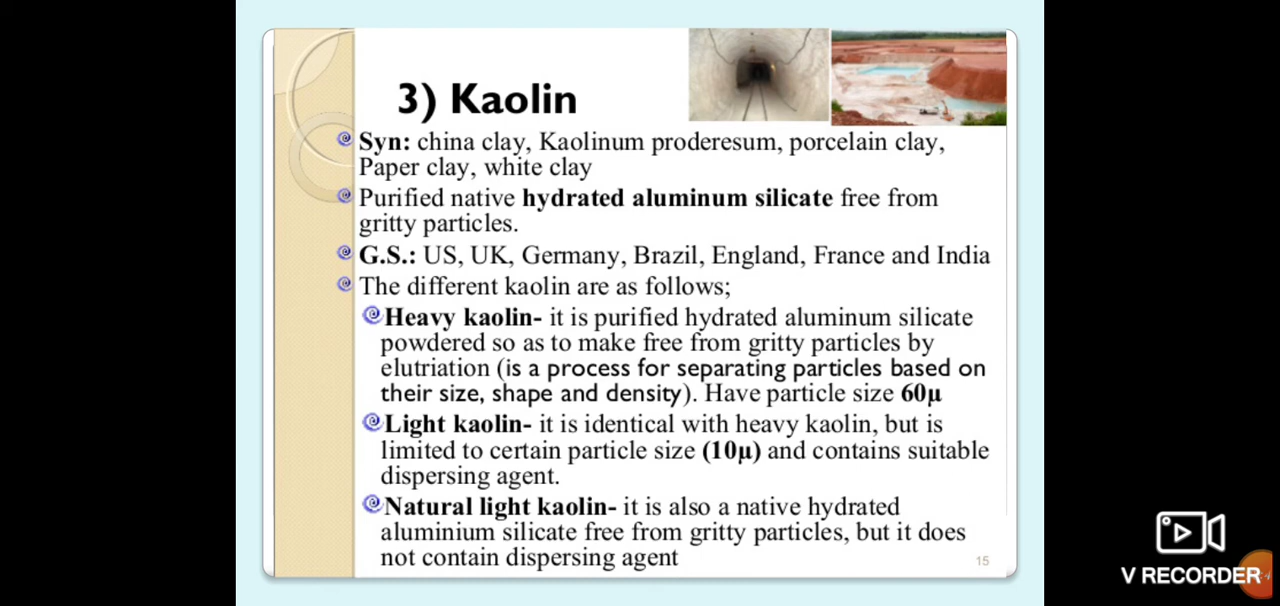 3) Kaolin
Syn: china clay, Kaolinum proderesum, porcelain clay,
Paper clay, white clay
Purified native hydrated aluminum silicate free from
gritty particles.
G.S.: US, UK, Germany, Brazil, England, France and India
The different kaolin are as follows;
Heavy kaolin- it is purified hydrated aluminum silicate
powdered so as to make free from gritty particles by
elutriation (is a process for separating particles based on
their size, shape and density). Have particle size 60μ
Light kaolin- it is identical with heavy kaolin, but is
limited to certain particle size (10μ) and contains suitable
dispersing agent.
Natural light kaolin- it is also a native hydrated
aluminium silicate free from gritty particles, but it does
not contain dispersing agent
15
V RECORDER